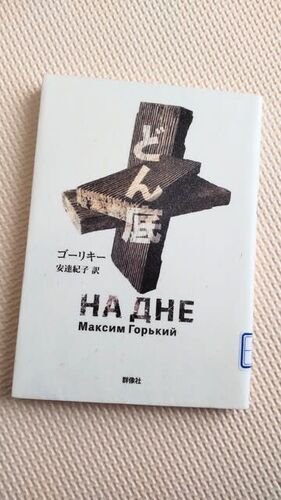 どん底
ゴーリキー
安達紀子 訳
НА ДНЕ
Максим Горький
群像社